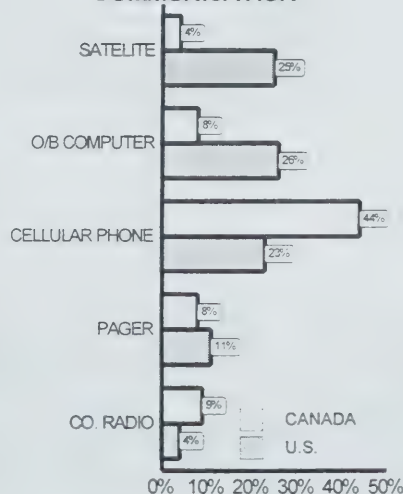 COMMUNICATION
4%
SATELITE
25%
8%
O/B COMPUTER
26%
44%
CELLULAR PHONE
23%
8%
PAGER
11%
9%
CO. RADIO
CANADA
4%
U.S.
0% 10% 20% 30% 40% 50%